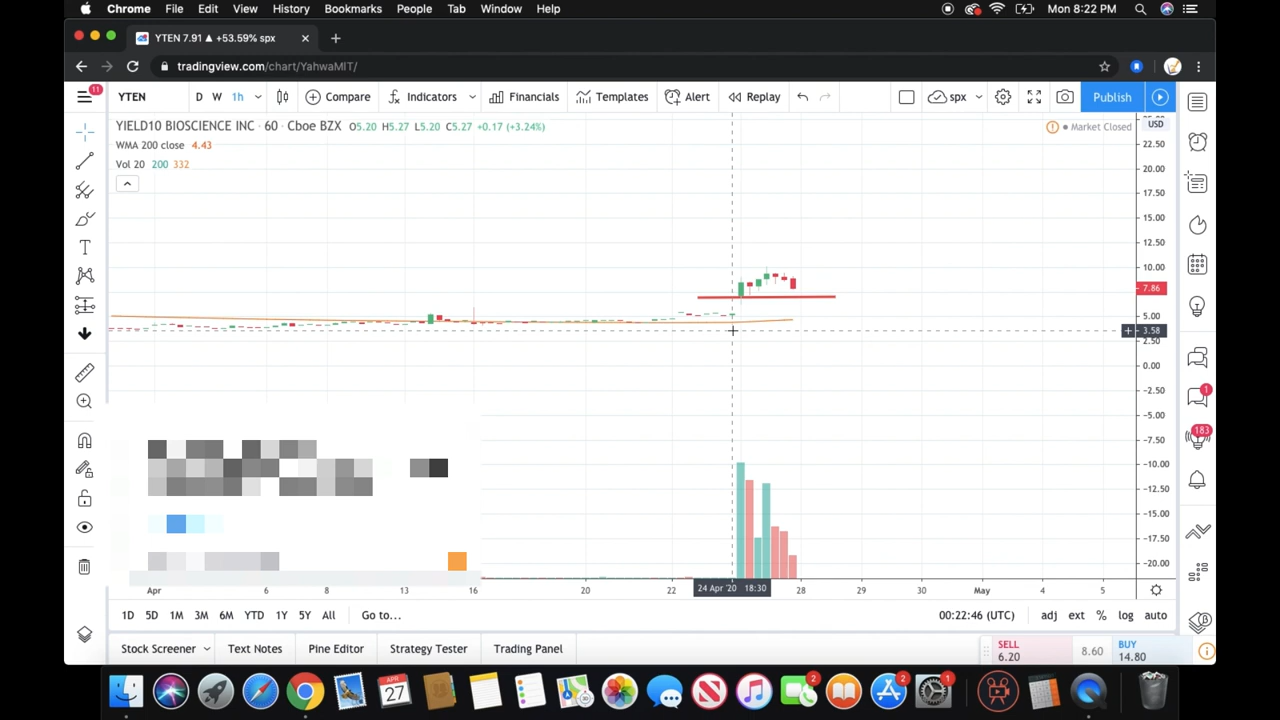 Chrome File Edit View History Bookmarks People Tab Window Help Mon 8:22 PM
YTEN 7.91 ▲ +53.59% spx
tradingview.com/chart/YahwaMIT/
11
YTEN D W 1h Compare Indicators Financials Templates Alert Replay spx Publish
YIELD10 BIOSCIENCE INC · 60 · Cboe BZX O5.20 H5.27 L5.20 C5.27 +0.17 (+3.24%)
Market Closed
USD
WMA 200 close 4.43
Vol 20 200 332
22.50
20.00
17.50
15.00
12.50
10.00
7.86
5.00
3.58
2.50
0.00
−2.50
−5.00
−7.50
−10.00
−12.50
−15.00
−17.50
−20.00
1
183
Apr 6 8 13 16 20 22 24 Apr '20 18:30 28 29 30 May 4 5
1D 5D 1M 3M 6M YTD 1Y 5Y All Go to... 00:22:46 (UTC) adj ext % log auto
Stock Screener Text Notes Pine Editor Strategy Tester Trading Panel
SELL
6.20
8.60
BUY
14.80
APR
27
2
2
1